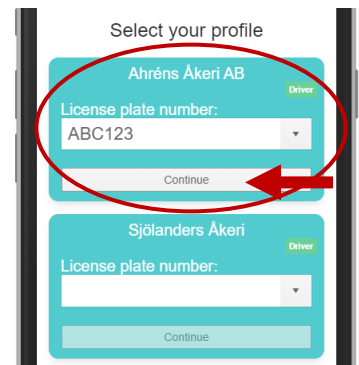 Select your profile
Ahréns Åkeri AB
Driver
License plate number:
ABC123
Continue
Sjölanders Åkeri
Driver
License plate number:
Continue